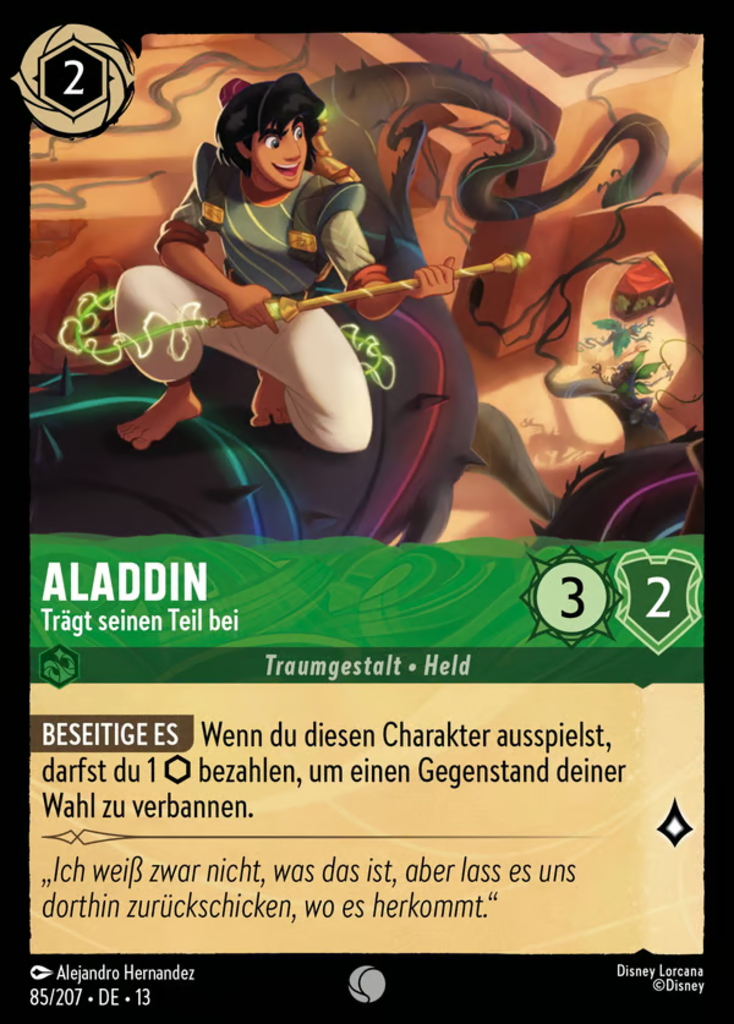 2
ALADDIN
Trägt seinen Teil bei
3
2
Traumgestalt • Held
BESEITIGE ES Wenn du diesen Charakter ausspielst,
darfst du 1 ⬡ bezahlen, um einen Gegenstand deiner
Wahl zu verbannen.
„Ich weiß zwar nicht, was das ist, aber lass es uns
dorthin zurückschicken, wo es herkommt.“
Alejandro Hernandez
85/207 • DE • 13
Disney Lorcana
©Disney